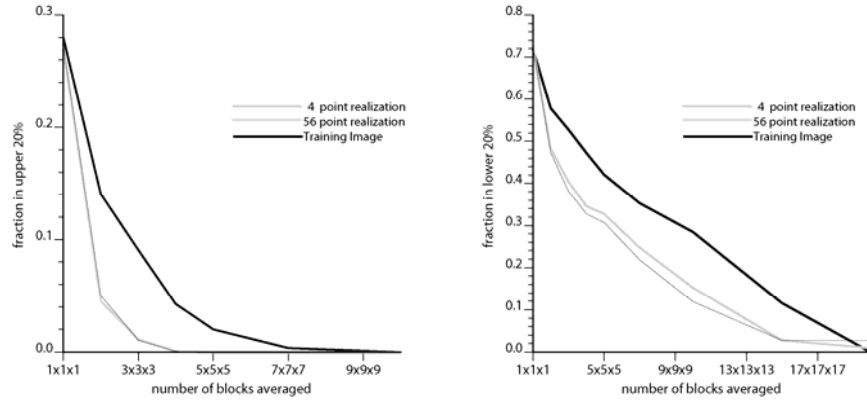 0.3
0.2
0.1
0.0
fraction in upper 20%
4 point realization
56 point realization
Training Image
1x1x1 3x3x3 5x5x5 7x7x7 9x9x9
number of blocks averaged
0.8
0.7
0.6
0.5
0.4
0.3
0.2
0.1
0.0
fraction in lower 20%
4 point realization
56 point realization
Training Image
1x1x1 5x5x5 9x9x9 13x13x13 17x17x17
number of blocks averaged